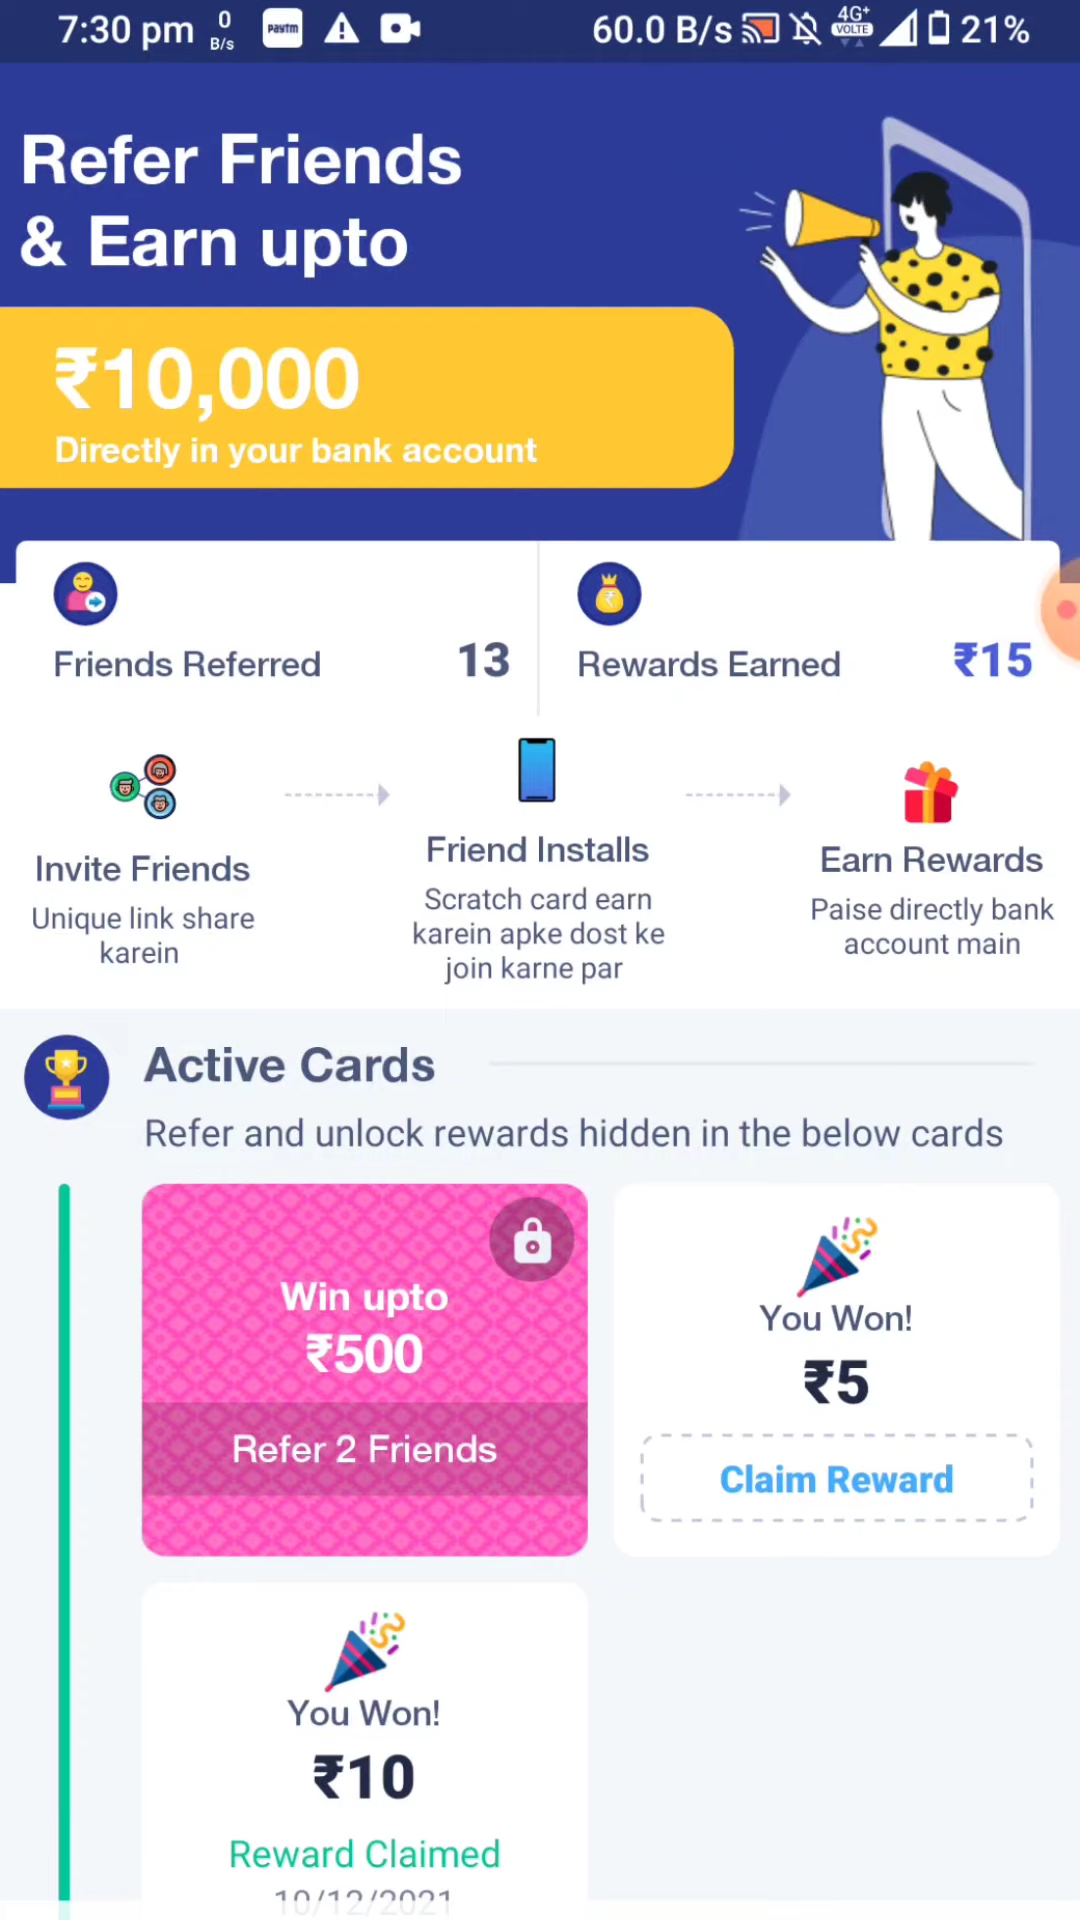 7:30 pm 0 B/s paytm 60.0 B/s 4G+ VOLTE 21%
Refer Friends
& Earn upto
₹10,000
Directly in your bank account
Friends Referred 13
Rewards Earned ₹15
Invite Friends
Unique link share
karein
Friend Installs
Scratch card earn
karein apke dost ke
join karne par
Earn Rewards
Paise directly bank
account main
Active Cards
Refer and unlock rewards hidden in the below cards
Win upto
₹500
Refer 2 Friends
You Won!
₹5
Claim Reward
You Won!
₹10
Reward Claimed
10/12/2021